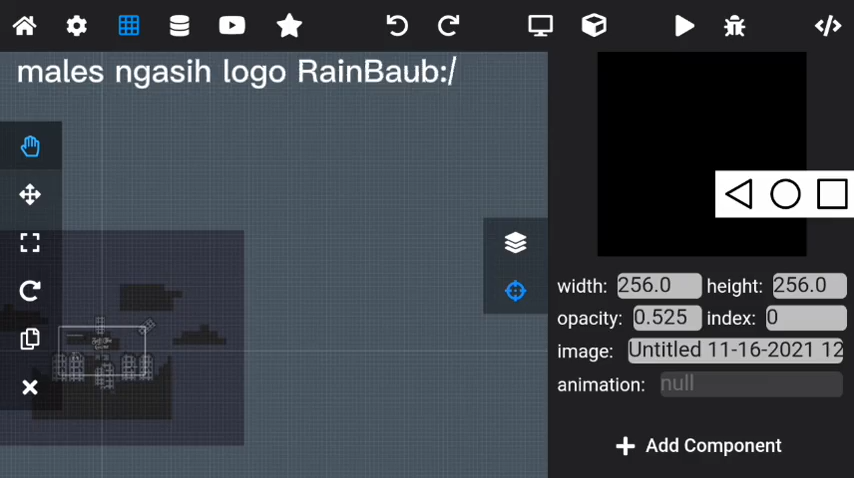 males ngasih logo RainBaub:/
width: 256.0 height: 256.0
opacity: 0.525 index: 0
image: Untitled 11-16-2021 12
animation: null
Add Component